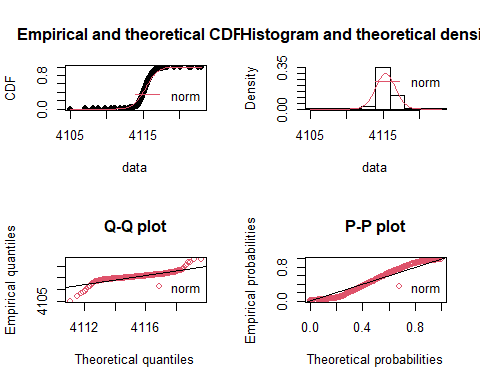 Empirical and theoretical CDF
CDF
0.0
0.8
norm
4105
4115
data
Histogram and theoretical densi
Density
0.00
0.35
norm
4105
4115
data
Q-Q plot
Empirical quantiles
4105
norm
4112
4116
Theoretical quantiles
P-P plot
Empirical probabilities
0.0
0.8
norm
0.0
0.4
0.8
Theoretical probabilities